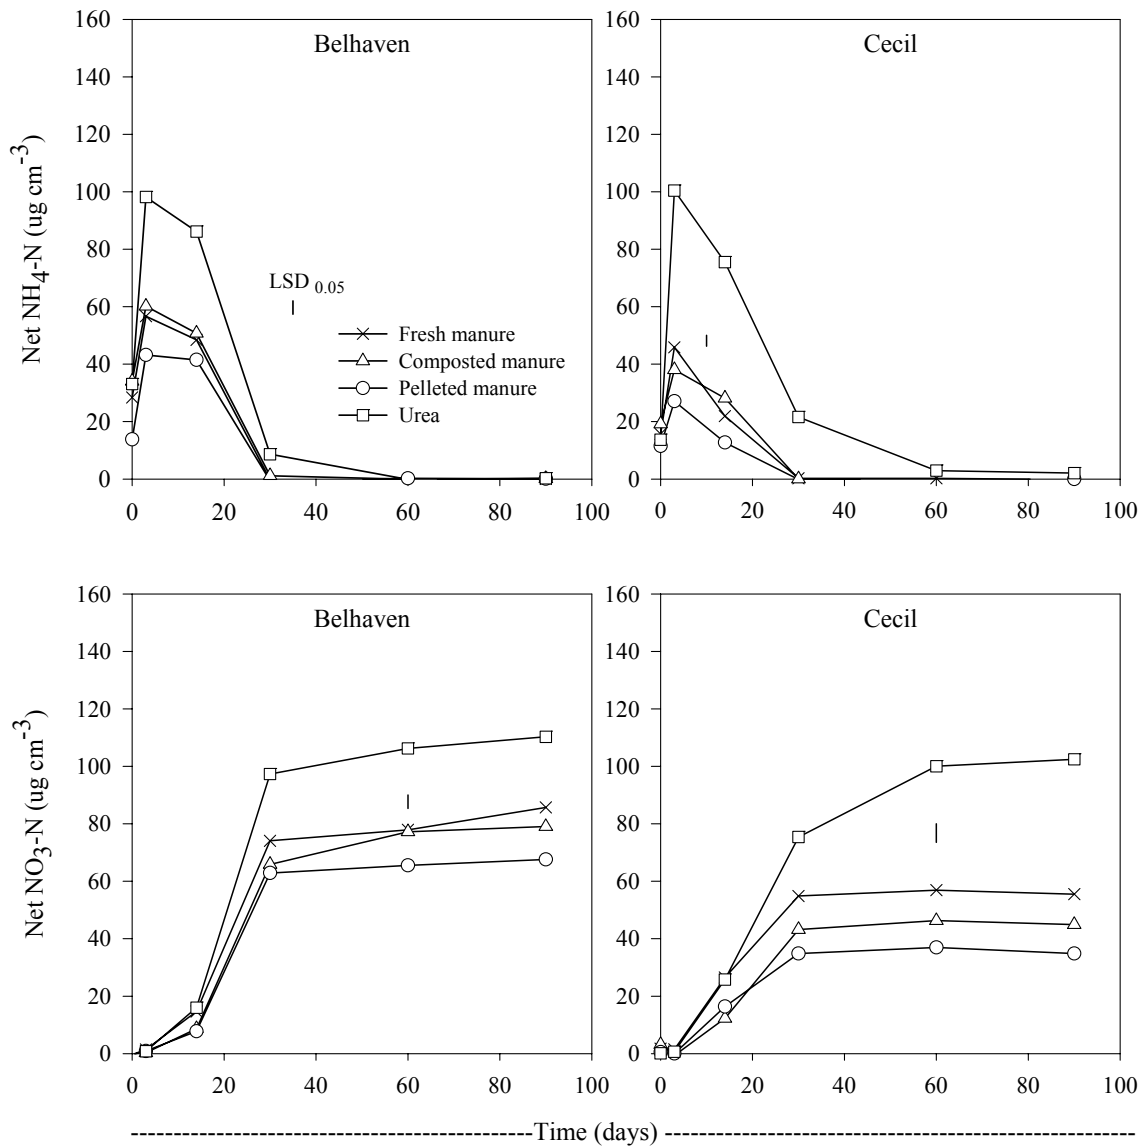 Belhaven
Cecil
160
140
120
100
80
60
40
20
0
Net NH4-N (ug cm-3)
LSD 0.05
Fresh manure
Composted manure
Pelleted manure
Urea
0 20 40 60 80 100
160
140
120
100
80
60
40
20
0
0 20 40 60 80 100
Belhaven
Cecil
160
140
120
100
80
60
40
20
0
Net NO3-N (ug cm-3)
0 20 40 60 80 100
160
140
120
100
80
60
40
20
0
0 20 40 60 80 100
Time (days)